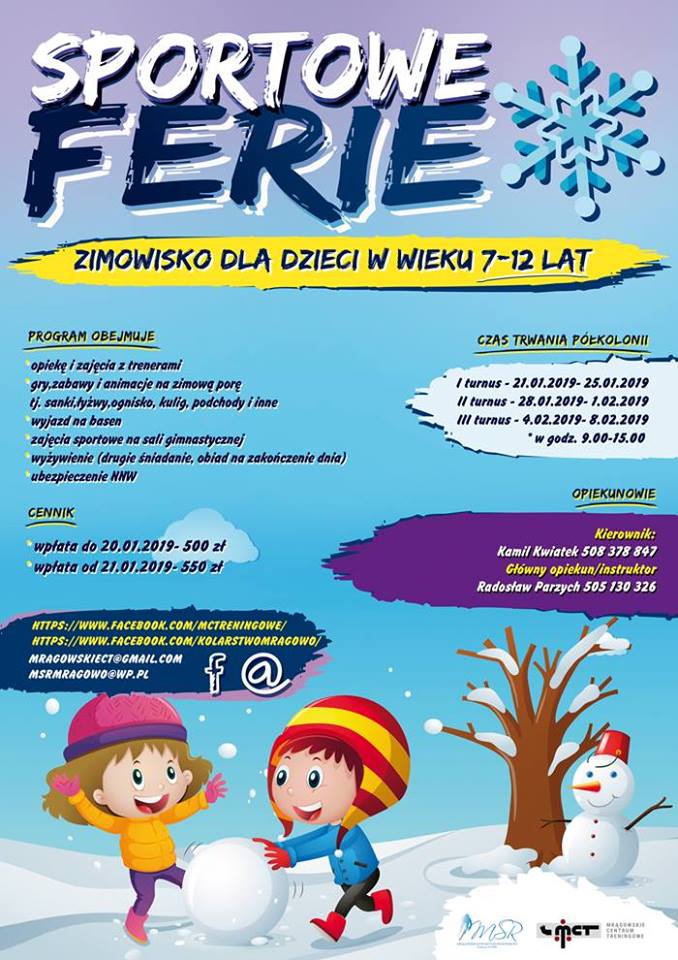 SPORTOWE
FERIE
ZIMOWISKO DLA DZIECI W WIEKU 7-12 LAT
PROGRAM OBEJMUJE
*opiekę i zajęcia z trenerami
*gry,zabawy i animacje na zimową porę
tj. sanki,łyżwy,ognisko, kulig, podchody i inne
*wyjazd na basen
*zajęcia sportowe na sali gimnastycznej
*wyżywienie (drugie śniadanie, obiad na zakończenie dnia)
*ubezpieczenie NNW
CENNIK
*wpłata do 20.01.2019- 500 zł
*wpłata od 21.01.2019- 550 zł
CZAS TRWANIA PÓŁKOLONII
I turnus - 21.01.2019- 25.01.2019
II turnus - 28.01.2019- 1.02.2019
III turnus - 4.02.2019- 8.02.2019
* w godz. 9.00-15.00
OPIEKUNOWIE
Kierownik:
Kamil Kwiatek 508 378 847
Główny opiekun/instruktor
Radosław Parzych 505 130 326
HTTPS://WWW.FACEBOOK.COM/MCTRENINGOWE/
HTTPS://WWW.FACEBOOK.COM/KOLARSTWOMRAGOWO/
MRAGOWSKIECT@GMAIL.COM
MSRMRAGOWO@WP.PL
f @
MSR
MCT
MRĄGOWSKIE
CENTRUM
TRENINGOWE